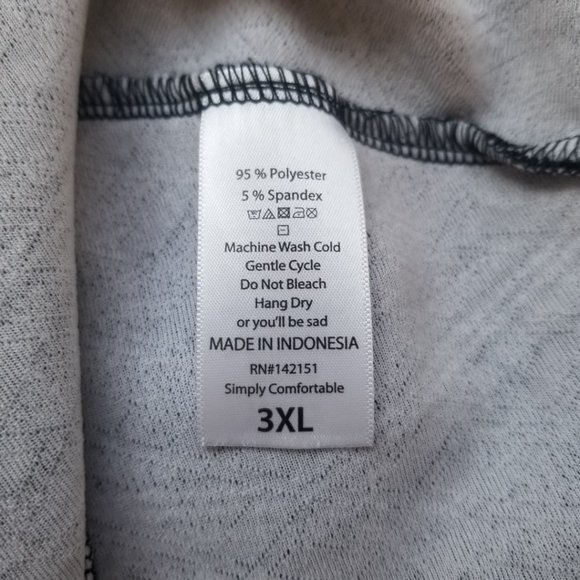 95 % Polyester
5 % Spandex
Machine Wash Cold
Gentle Cycle
Do Not Bleach
Hang Dry
or you'll be sad
MADE IN INDONESIA
RN#142151
Simply Comfortable
3XL